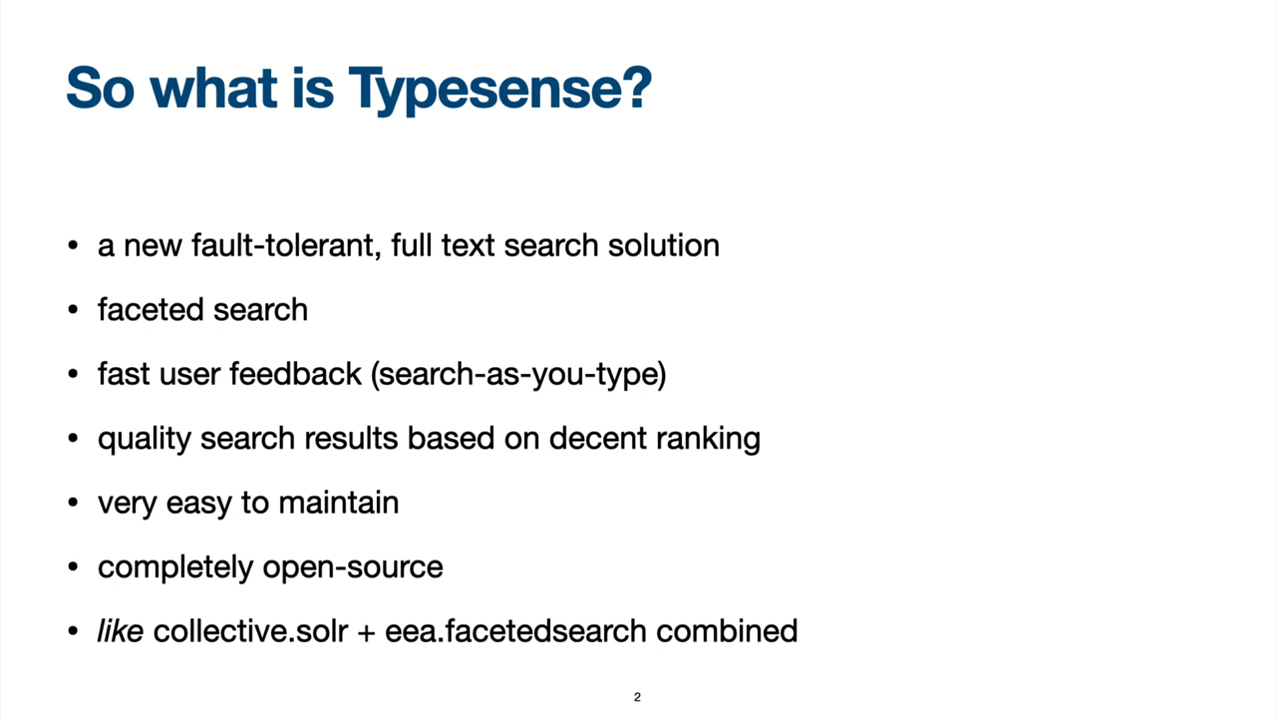 So what is Typesense?
• a new fault-tolerant, full text search solution
• faceted search
• fast user feedback (search-as-you-type)
• quality search results based on decent ranking
• very easy to maintain
• completely open-source
• like collective.solr + eea.facetedsearch combined
2